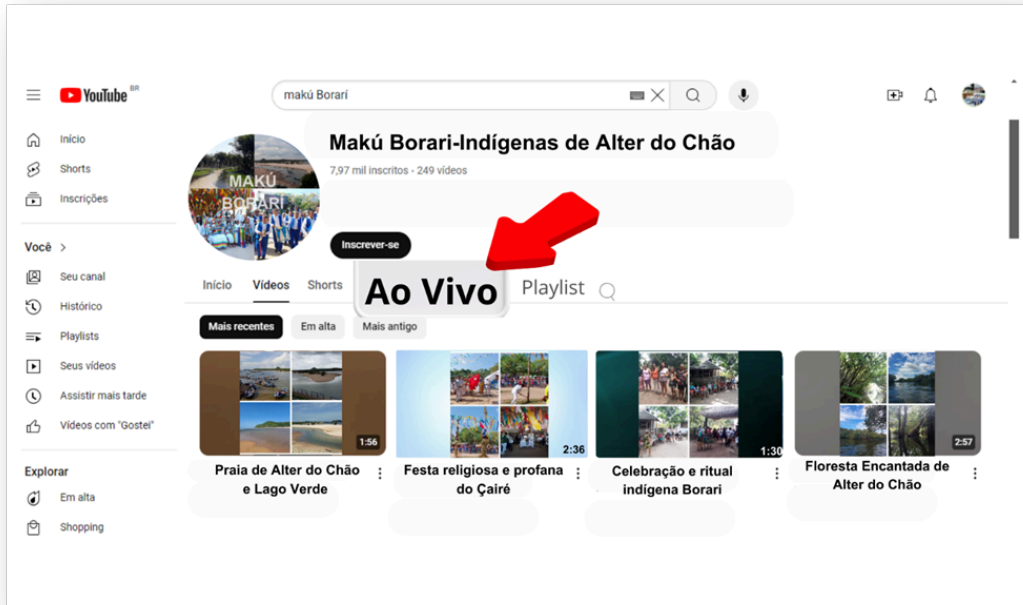 YouTube BR
makú Borarí
Início
Shorts
Inscrições
Você >
Seu canal
Histórico
Playlists
Seus vídeos
Assistir mais tarde
Vídeos com "Gostei"
Explorar
Em alta
Shopping
MAKÚ
BORARÍ
Makú Borari-Indígenas de Alter do Chão
7,97 mil inscritos - 249 vídeos
Inscrever-se
Início Vídeos Shorts Ao Vivo Playlist
Mais recentes Em alta Mais antigo
1:56
2:36
1:30
2:57
Praia de Alter do Chão
e Lago Verde
Festa religiosa e profana
do Çairé
Celebração e ritual
indígena Borari
Floresta Encantada de
Alter do Chão